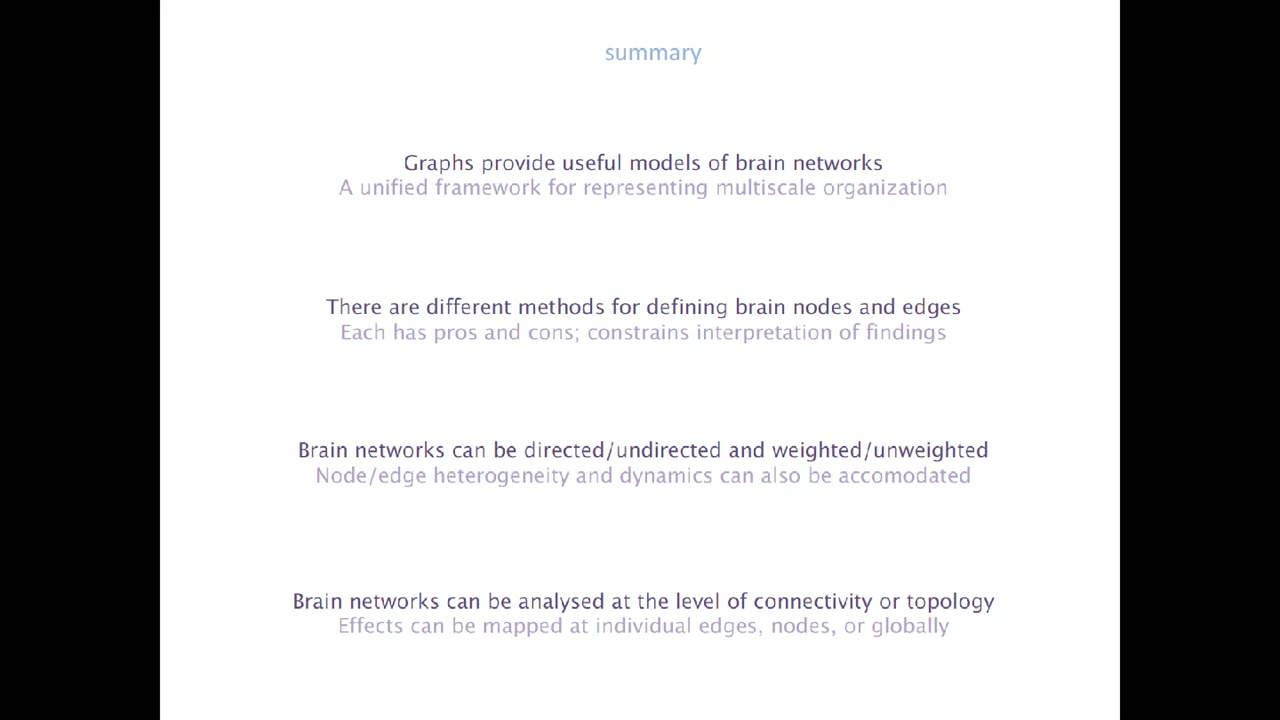 summary
Graphs provide useful models of brain networks
A unified framework for representing multiscale organization
There are different methods for defining brain nodes and edges
Each has pros and cons; constrains interpretation of findings
Brain networks can be directed/undirected and weighted/unweighted
Node/edge heterogeneity and dynamics can also be accomodated
Brain networks can be analysed at the level of connectivity or topology
Effects can be mapped at individual edges, nodes, or globally